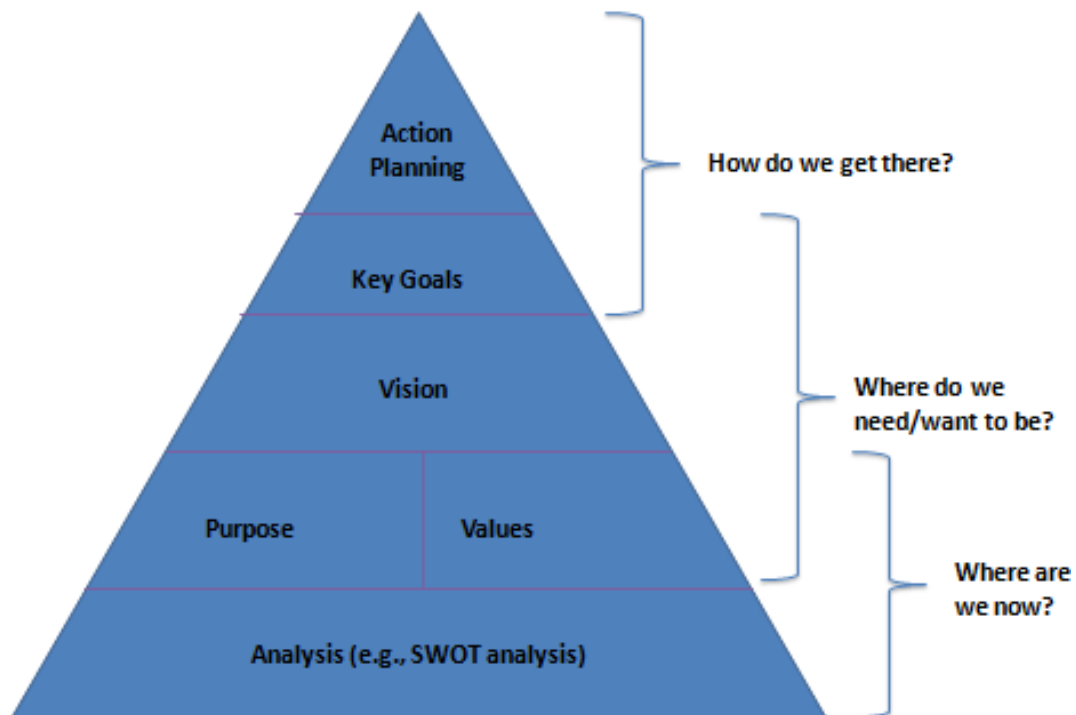 Action
Planning
How do we get there?
Key Goals
Vision
Where do we
need/want to be?
Purpose
Values
Where are
we now?
Analysis (e.g., SWOT analysis)